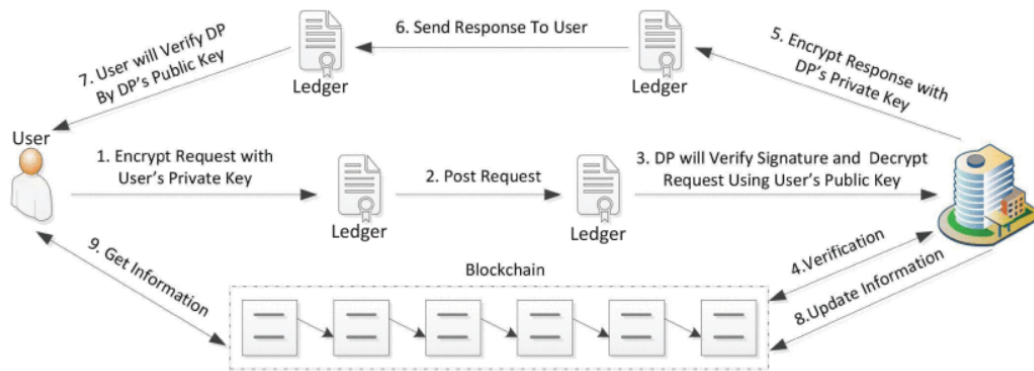 6. Send Response To User
5. Encrypt Response with
DP's Private Key
7. User will Verify DP
By DP's Public Key
Ledger
Ledger
User
1. Encrypt Request with
User's Private Key
2. Post Request
3. DP will Verify Signature and Decrypt
Request Using User's Public Key
Ledger
Ledger
9. Get Information
Blockchain
4.Verification
8.Update Information